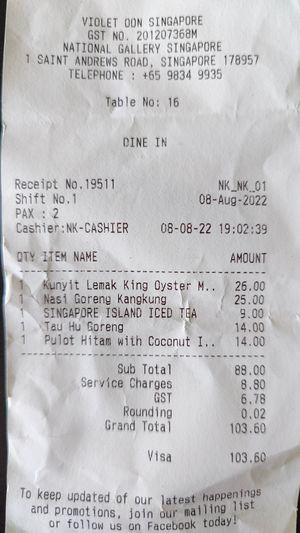 VIOLET OON SINGAPORE
GST NO. 201207368M
NATIONAL GALLERY SINGAPORE
1 SAINT ANDREWS ROAD, SINGAPORE 178957
TELEPHONE : +65 9834 9935
Table No: 16
DINE IN
Receipt No.19511 NK_NK_01
Shift No.1 08-Aug-2022
PAX : 2
Cashier:NK-CASHIER 08-08-22 19:02:39
QTY ITEM NAME AMOUNT
1 Kunyit Lemak King Oyster M.. 26.00
1 Nasi Goreng Kangkung 25.00
1 SINGAPORE ISLAND ICED TEA 9.00
1 Tau Hu Goreng 14.00
1 Pulot Hitam with Coconut I.. 14.00
Sub Total 88.00
Service Charges 8.80
GST 6.78
Rounding 0.02
Grand Total 103.60
Visa 103.60
To keep updated of our latest happenings
and promotions, join our mailing list
or follow us on Facebook today!